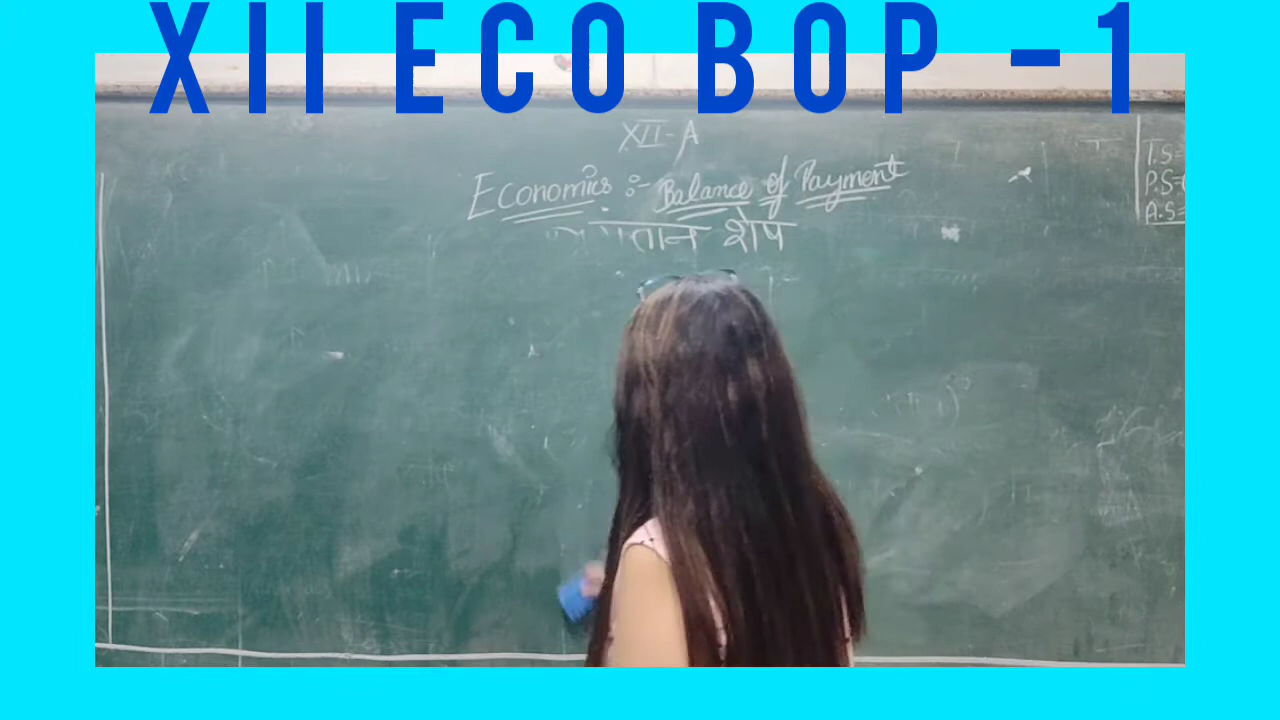 XII ECO BOP -1
XII-A
Economics :- Balance of Payment
शेष
T.S=
P.S=
A.S=